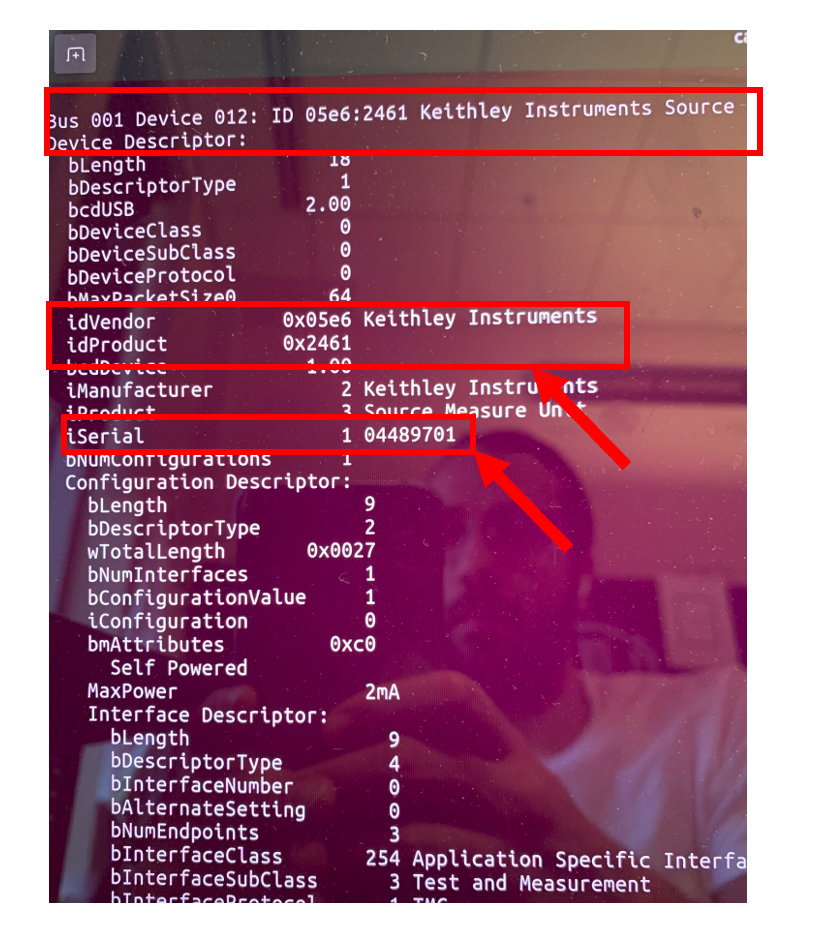 ca
Bus 001 Device 012: ID 05e6:2461 Keithley Instruments Source
Device Descriptor:
bLength 18
bDescriptorType 1
bcdUSB 2.00
bDeviceClass 0
bDeviceSubClass 0
bDeviceProtocol 0
bMaxPacketSize0 64
idVendor 0x05e6 Keithley Instruments
idProduct 0x2461
bcdDevice 1.00
iManufacturer 2 Keithley Instruments
iProduct 3 Source Measure Unit
iSerial 1 04489701
bNumConfigurations 1
Configuration Descriptor:
bLength 9
bDescriptorType 2
wTotalLength 0x0027
bNumInterfaces 1
bConfigurationValue 1
iConfiguration 0
bmAttributes 0xc0
Self Powered
MaxPower 2mA
Interface Descriptor:
bLength 9
bDescriptorType 4
bInterfaceNumber 0
bAlternateSetting 0
bNumEndpoints 3
bInterfaceClass 254 Application Specific Interfa
bInterfaceSubClass 3 Test and Measurement
bInterfaceProtocol 1 TMC